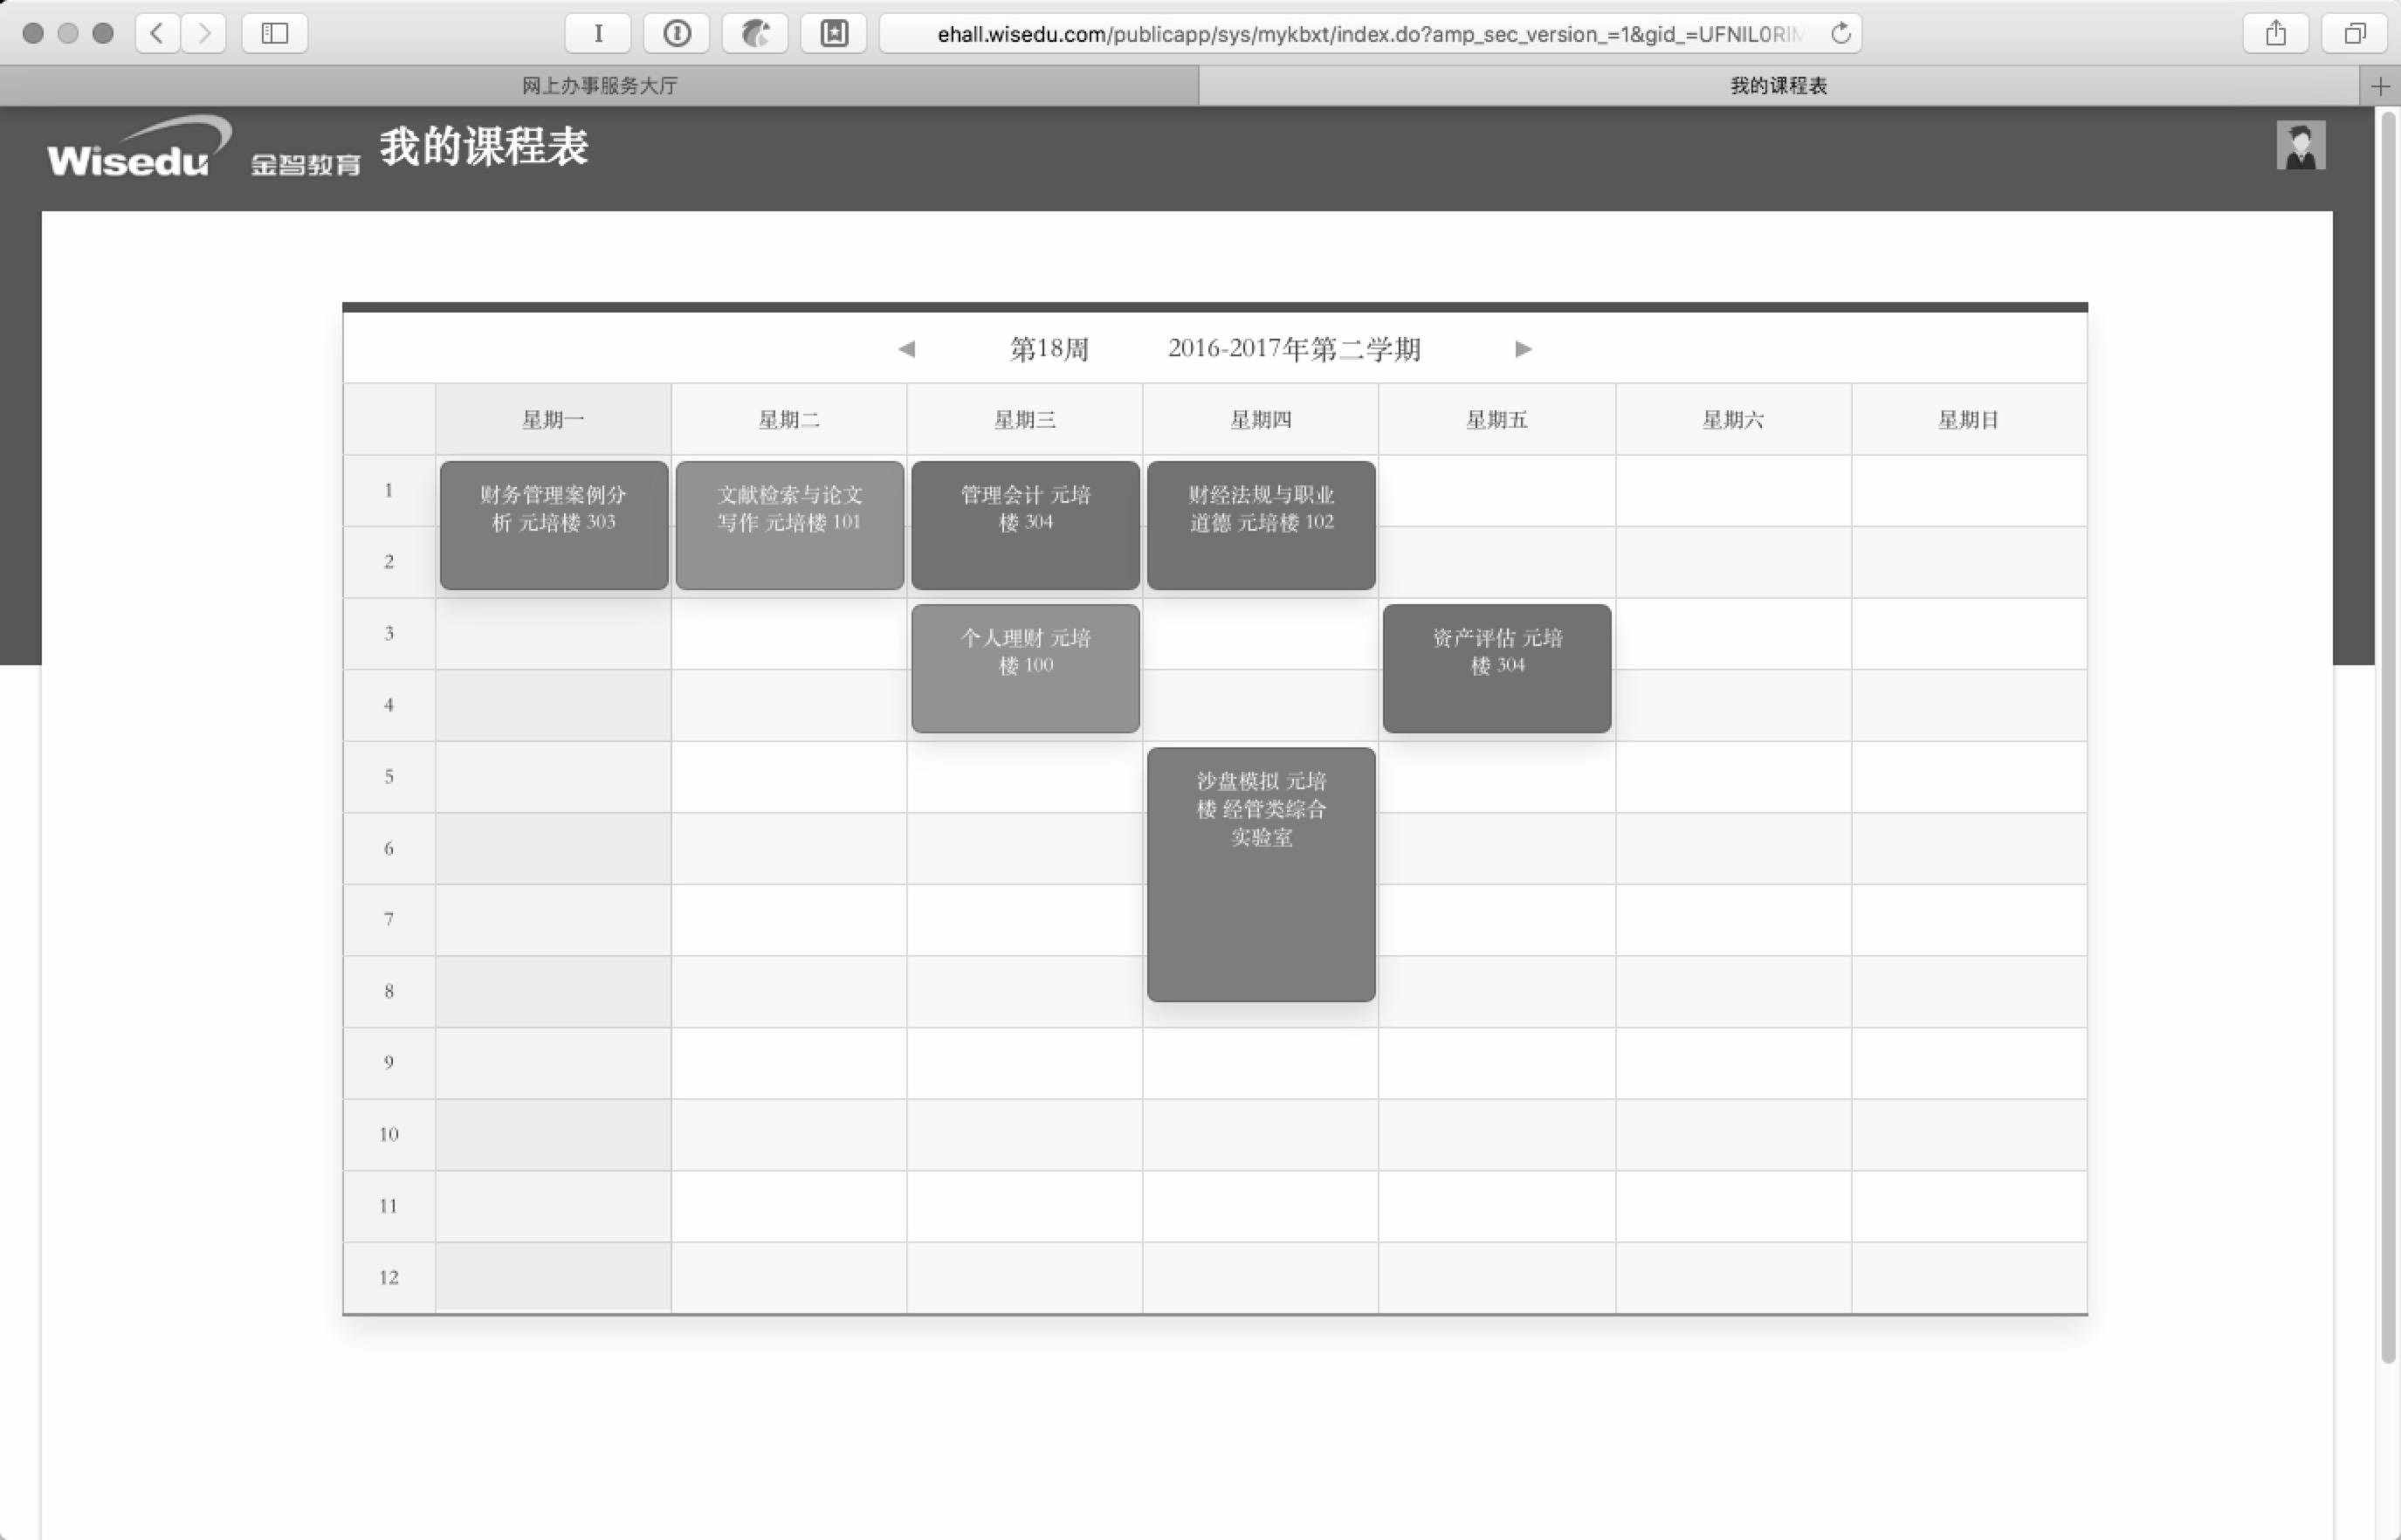 I
ehall.wisedu.com/publicapp/sys/mykbxt/index.do?amp_sec_version_=1&gid_=UFNIL0RIM
网上办事服务大厅
我的课程表
Wisedu 金智教育 我的课程表
第18周 2016-2017年第二学期
星期一 星期二 星期三 星期四 星期五 星期六 星期日
1
财务管理案例分
析 元培楼 303
文献检索与论文
写作 元培楼 101
管理会计 元培
楼 304
财经法规与职业
道德 元培楼 102
2
3
个人理财 元培
楼 100
资产评估 元培
楼 304
4
5
沙盘模拟 元培
楼 经管类综合
实验室
6
7
8
9
10
11
12